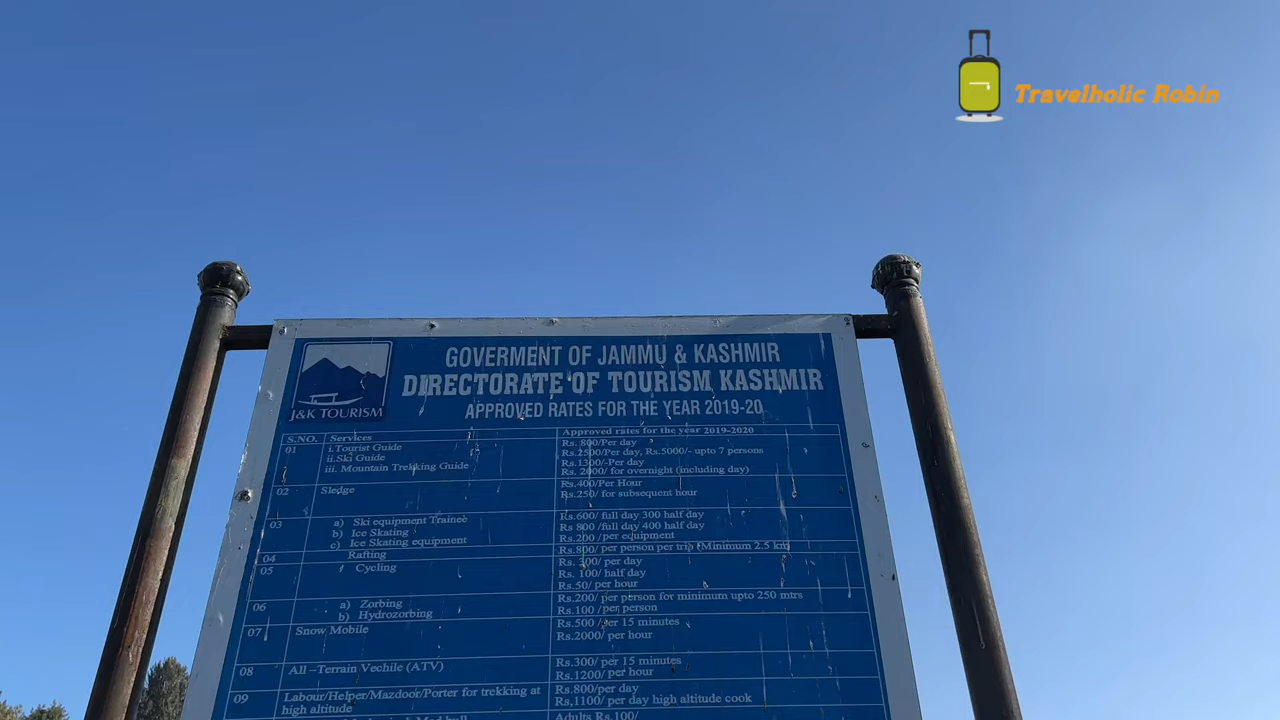 Travelholic Robin
GOVERMENT OF JAMMU & KASHMIR
DIRECTORATE OF TOURISM KASHMIR
APPROVED RATES FOR THE YEAR 2019-20
J&K TOURISM
S.NO. Services Approved rates for the year 2019-2020
01 i.Tourist Guide Rs. 800/Per day
ii.Ski Guide Rs.2500/Per day, Rs.5000/- upto 7 persons
iii. Mountain Trekking Guide Rs.1300/-Per day
Rs. 2000/ for overnight (including day)
02 Sledge Rs.400/Per Hour
Rs.250/ for subsequent hour
03 a) Ski equipment Trainee Rs.600/ full day 300 half day
b) Ice Skating Rs 800 /full day 400 half day
c) Ice Skating equipment Rs.200 /per equipment
04 Rafting Rs.800/ per person per trip (Minimum 2.5 km)
05 Cycling Rs. 300/ per day
Rs. 100/ half day
Rs.50/ per hour
06 a) Zorbing Rs.200/ per person for minimum upto 250 mtrs
b) Hydrozorbing Rs.100 / per person
07 Snow Mobile Rs.500 /per 15 minutes
Rs.2000/ per hour
08 All –Terrain Vechile (ATV) Rs.300/ per 15 minutes
Rs.1200/ per hour
09 Labour/Helper/Mazdoor/Porter for trekking at Rs.800/per day
high altitude Rs,1100/ per day high altitude cook
Adults Rs.100/